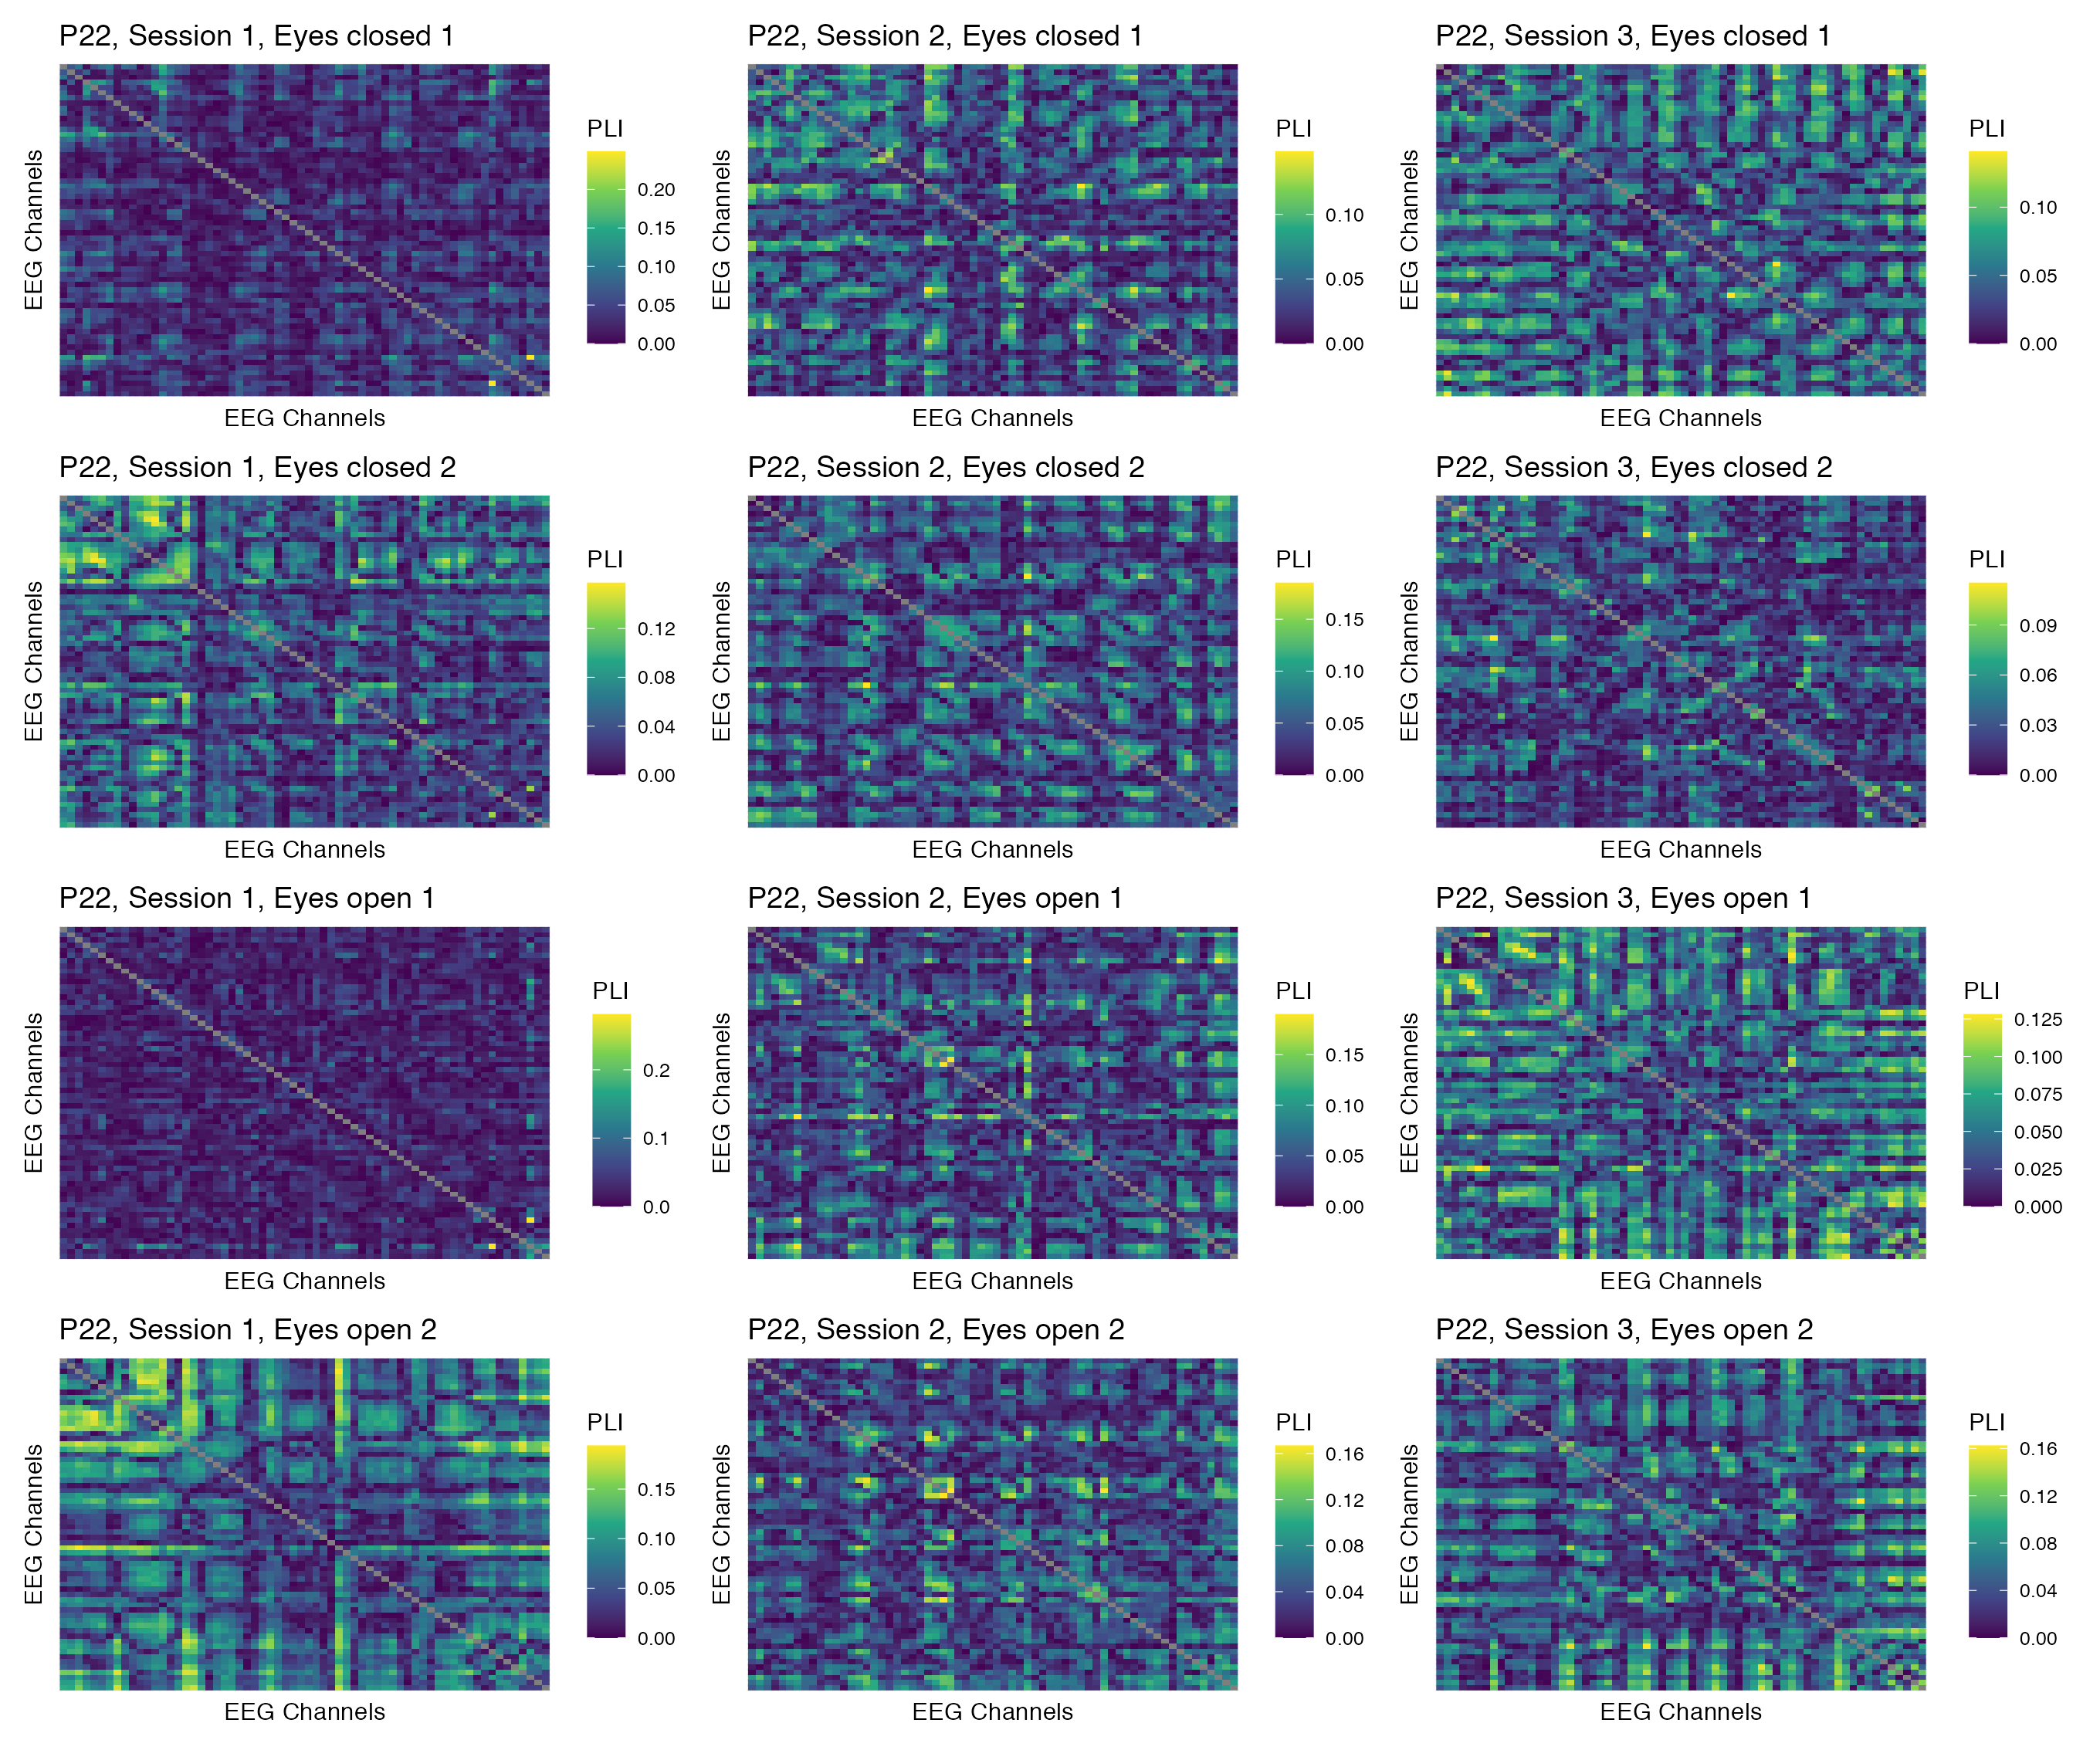 P22, Session 1, Eyes closed 1
EEG Channels
EEG Channels
PLI
0.20
0.15
0.10
0.05
0.00
P22, Session 2, Eyes closed 1
EEG Channels
EEG Channels
PLI
0.10
0.05
0.00
P22, Session 3, Eyes closed 1
EEG Channels
EEG Channels
PLI
0.10
0.05
0.00
P22, Session 1, Eyes closed 2
EEG Channels
EEG Channels
PLI
0.12
0.08
0.04
0.00
P22, Session 2, Eyes closed 2
EEG Channels
EEG Channels
PLI
0.15
0.10
0.05
0.00
P22, Session 3, Eyes closed 2
EEG Channels
EEG Channels
PLI
0.09
0.06
0.03
0.00
P22, Session 1, Eyes open 1
EEG Channels
EEG Channels
PLI
0.2
0.1
0.0
P22, Session 2, Eyes open 1
EEG Channels
EEG Channels
PLI
0.15
0.10
0.05
0.00
P22, Session 3, Eyes open 1
EEG Channels
EEG Channels
PLI
0.125
0.100
0.075
0.050
0.025
0.000
P22, Session 1, Eyes open 2
EEG Channels
EEG Channels
PLI
0.15
0.10
0.05
0.00
P22, Session 2, Eyes open 2
EEG Channels
EEG Channels
PLI
0.16
0.12
0.08
0.04
0.00
P22, Session 3, Eyes open 2
EEG Channels
EEG Channels
PLI
0.16
0.12
0.08
0.04
0.00